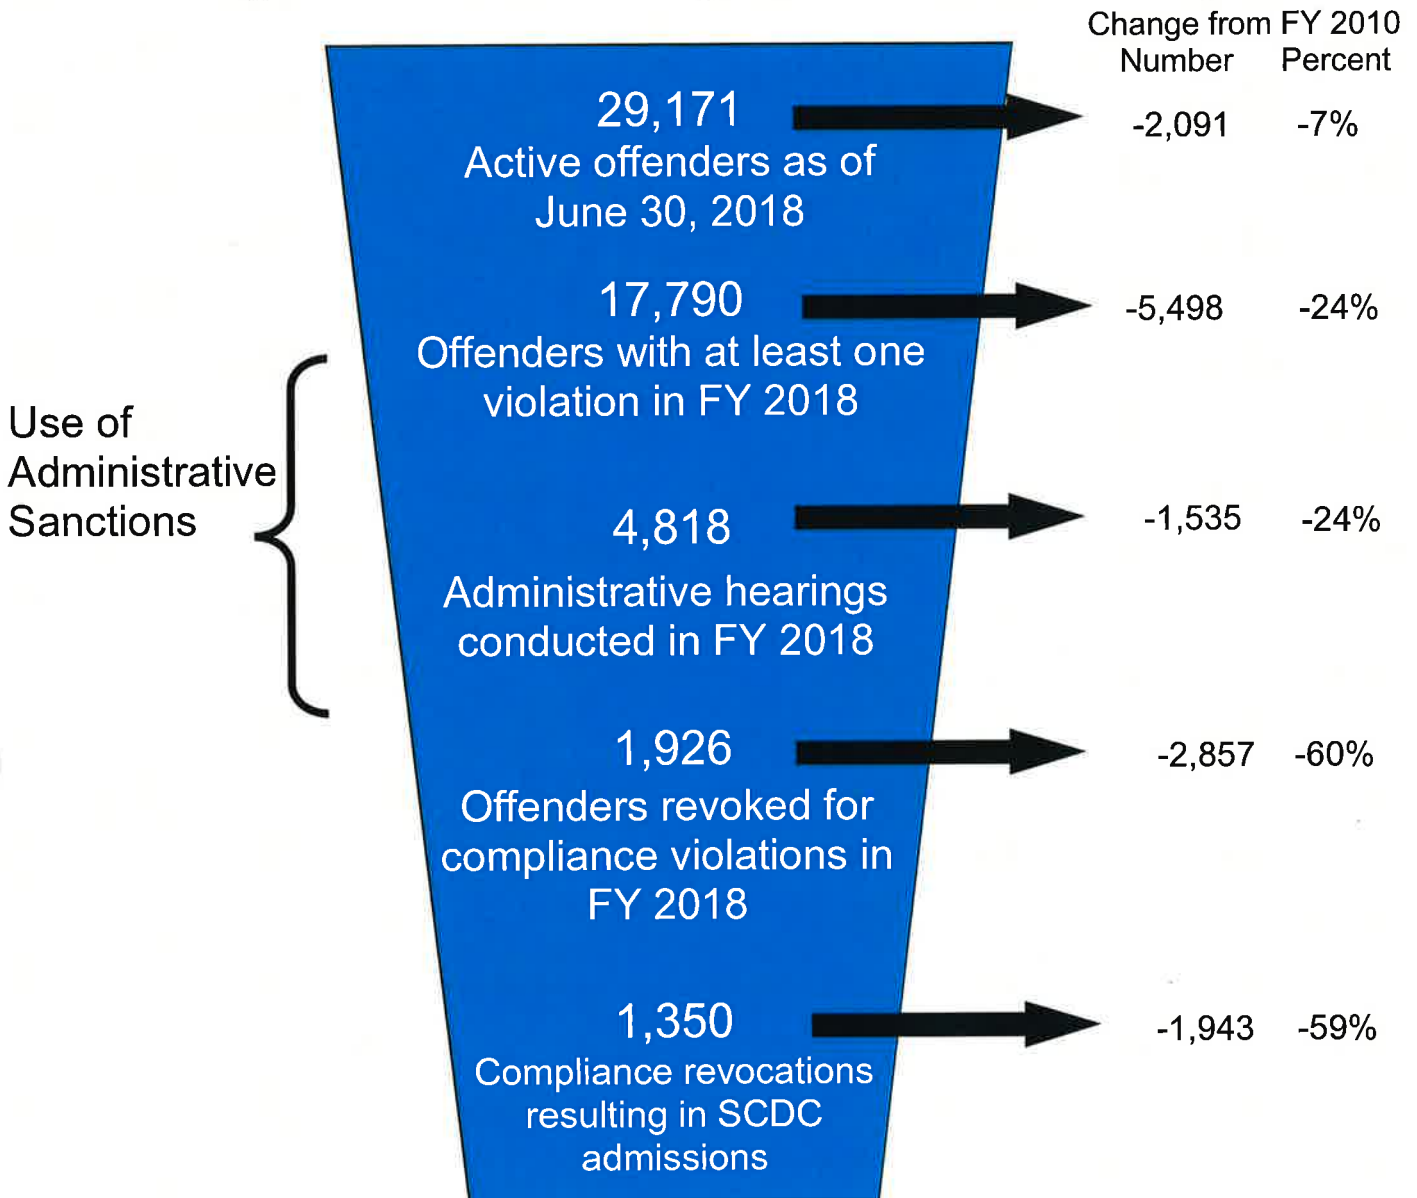 Change from FY 2010
Number Percent
29,171
Active offenders as of
June 30, 2018
-2,091 -7%
17,790
Offenders with at least one
violation in FY 2018
-5,498 -24%
Use of
Administrative
Sanctions
4,818
Administrative hearings
conducted in FY 2018
-1,535 -24%
1,926
Offenders revoked for
compliance violations in
FY 2018
-2,857 -60%
1,350
Compliance revocations
resulting in SCDC
admissions
-1,943 -59%